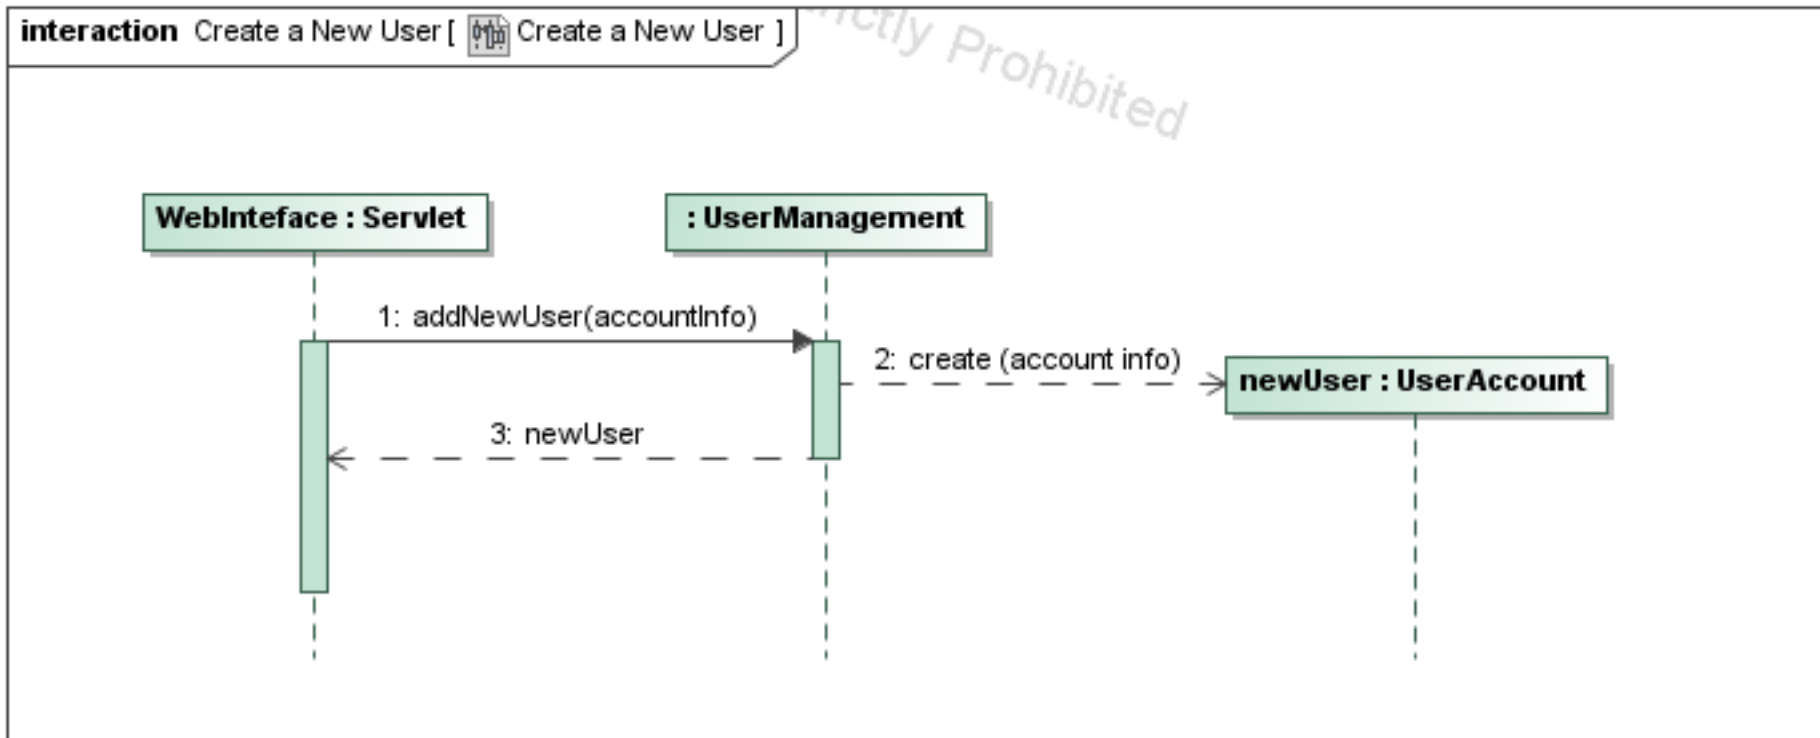 interaction Create a New User [ Create a New User ]
Prohibited
WebInteface : Servlet
: UserManagement
1: addNewUser(accountInfo)
2: create (account info)
newUser : UserAccount
3: newUser